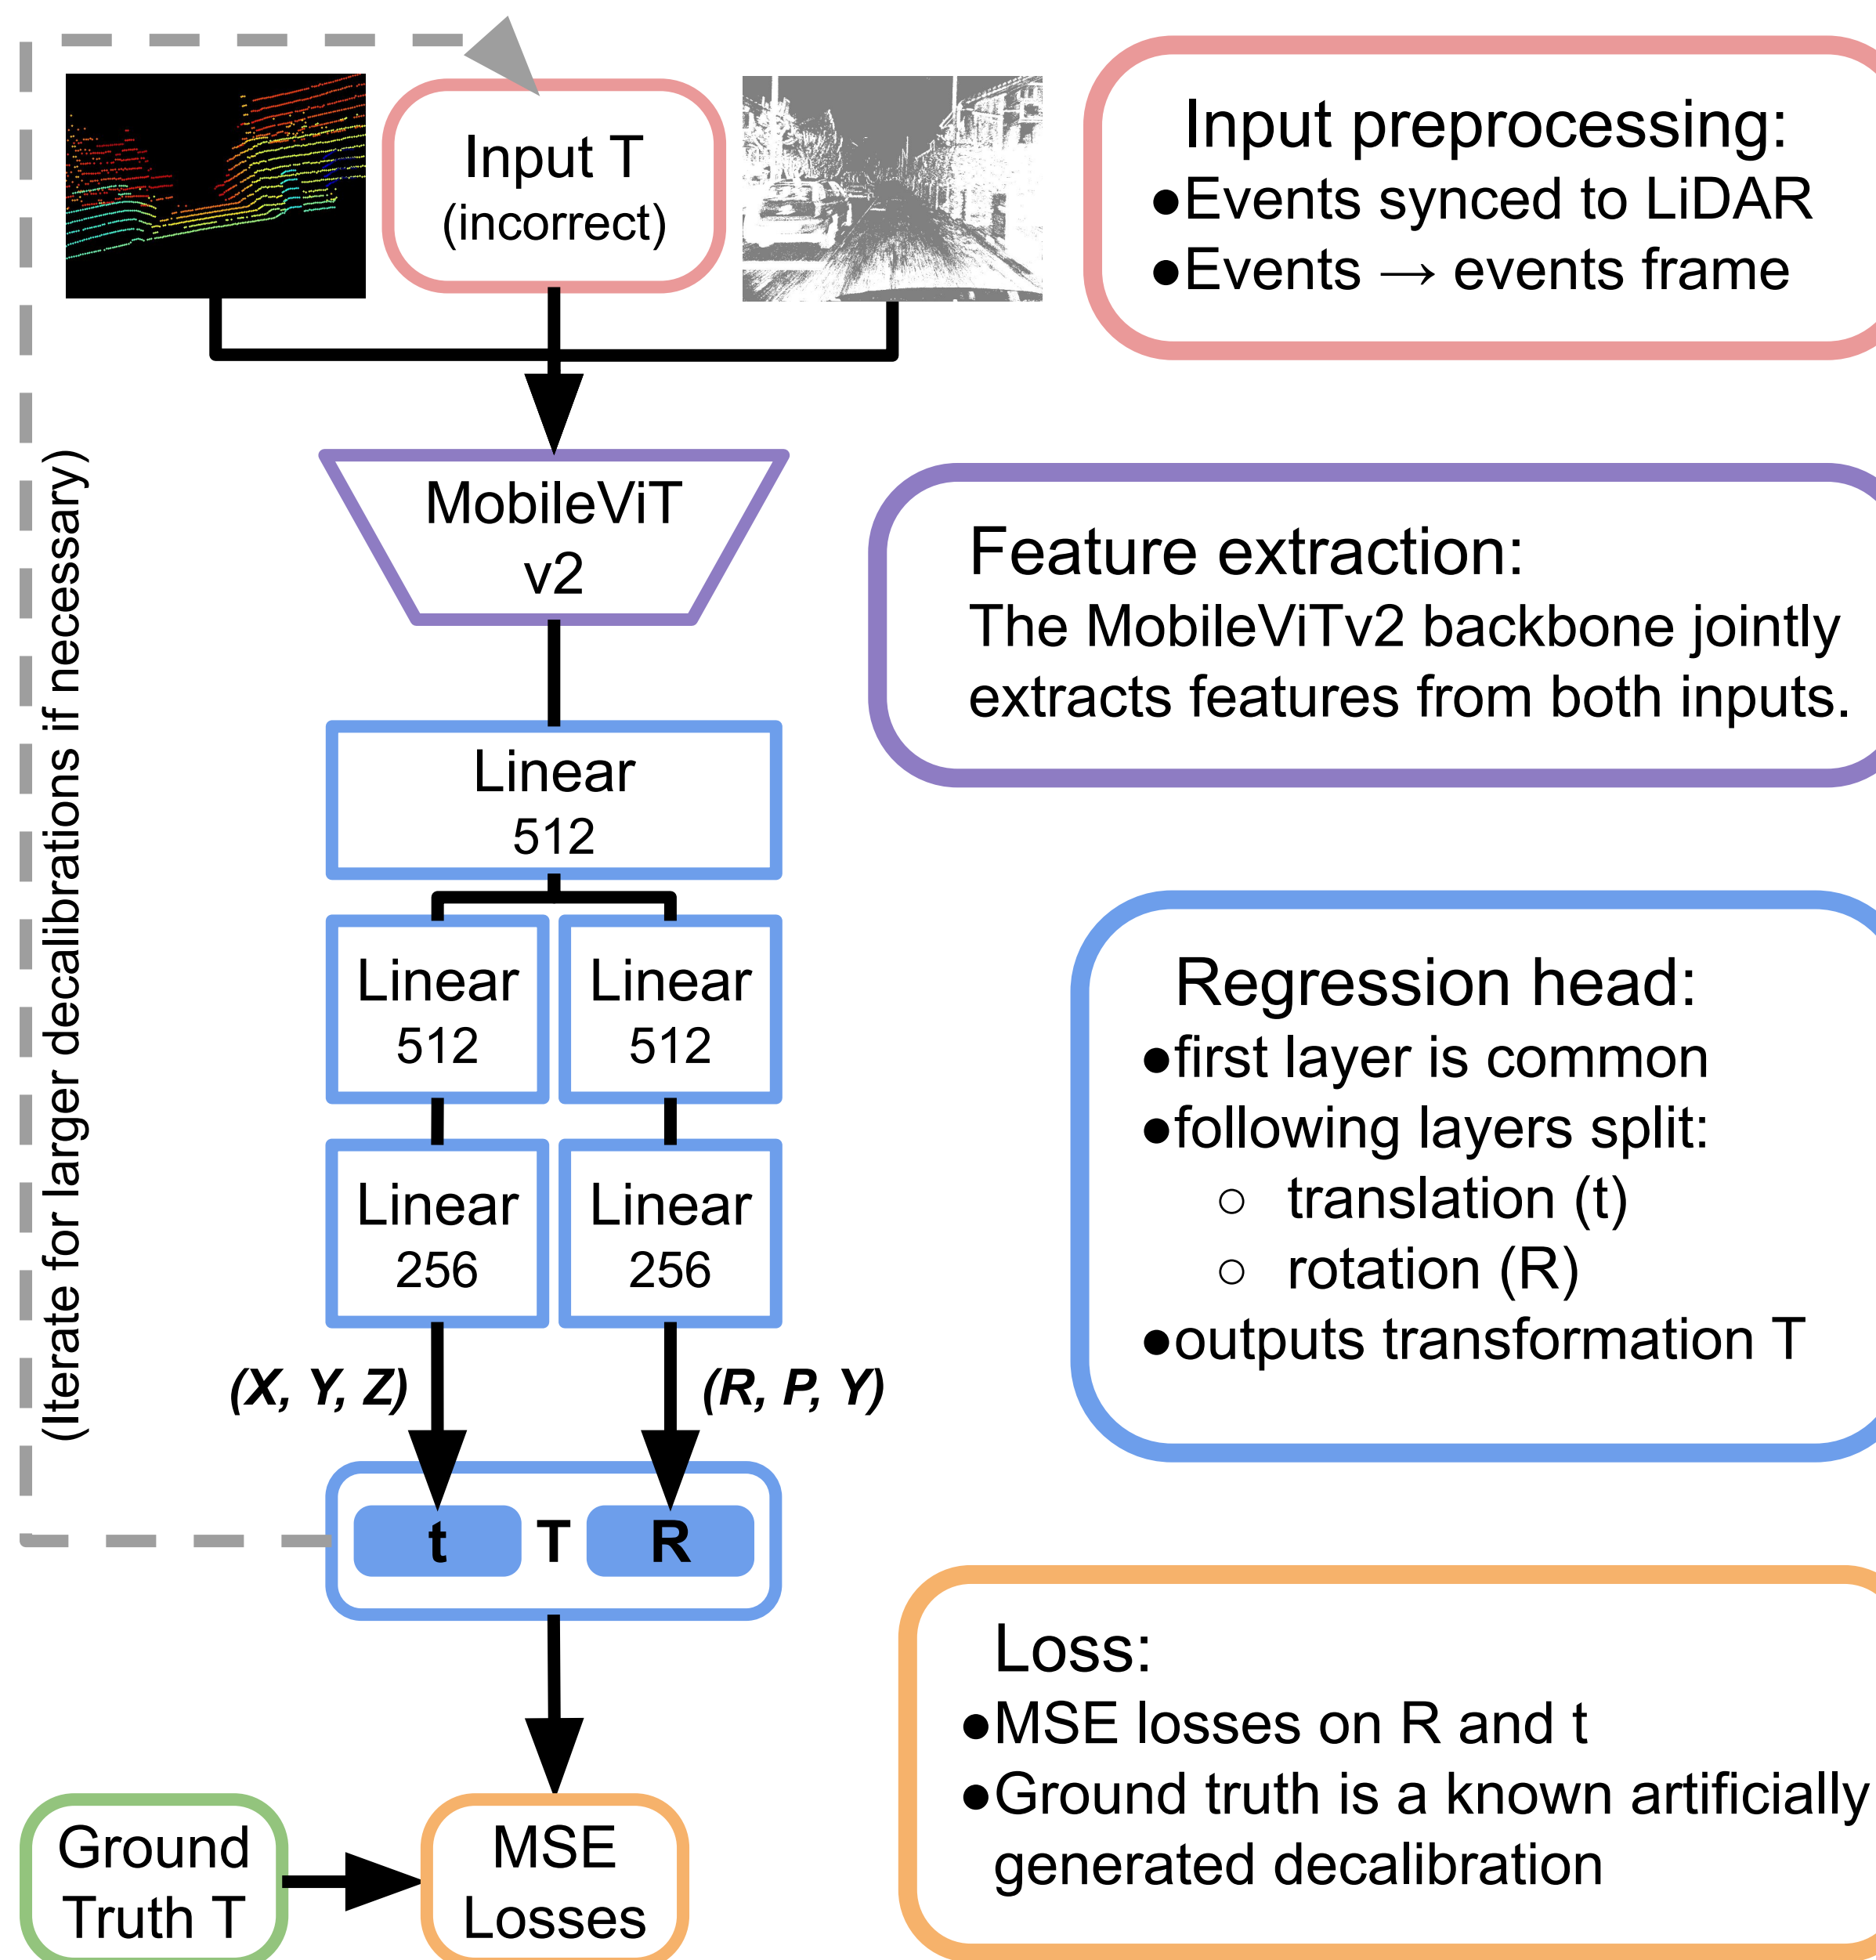 Input T
(incorrect)
Input preprocessing:
●Events synced to LiDAR
●Events → events frame
(Iterate for larger decalibrations if necessary)
MobileViT
v2
Feature extraction:
The MobileViTv2 backbone jointly
extracts features from both inputs.
Linear
512
Linear
512
Linear
512
Linear
256
Linear
256
Regression head:
●first layer is common
●following layers split:
○ translation (t)
○ rotation (R)
●outputs transformation T
(X, Y, Z)
(R, P, Y)
t T R
Loss:
●MSE losses on R and t
●Ground truth is a known artificially
generated decalibration
Ground
Truth T
MSE
Losses